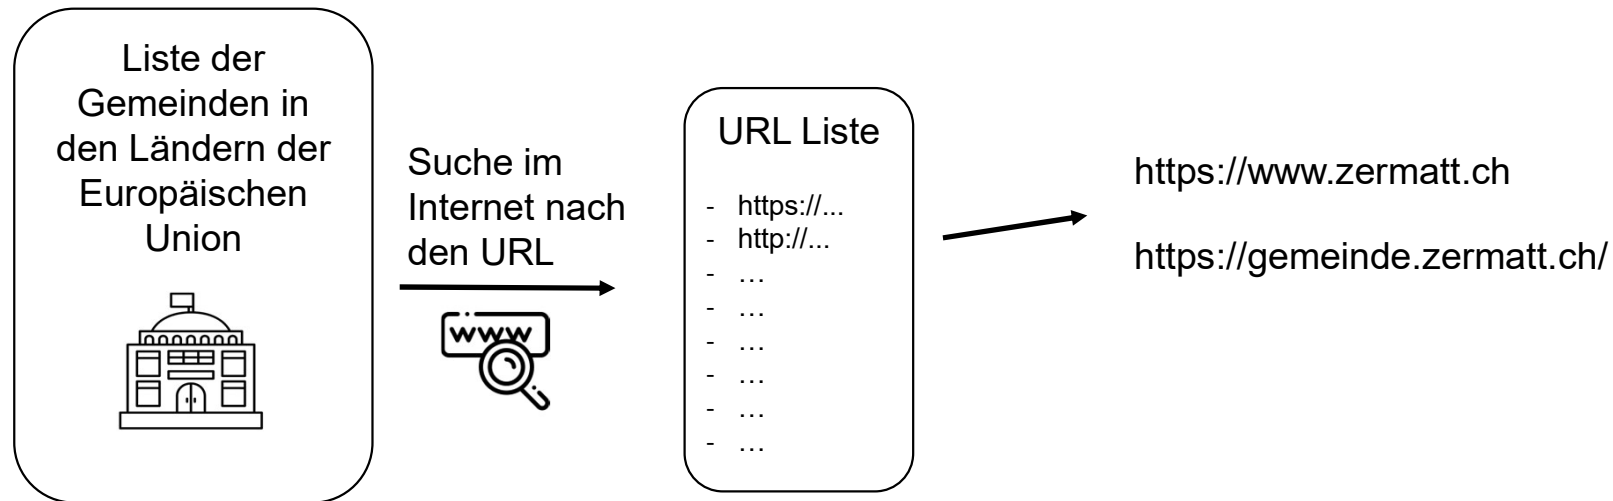 Liste der
Gemeinden in
den Ländern der
Europäischen
Union
Suche im
Internet nach
den URL
www
URL Liste
- https://...
- http://...
- ...
- ...
- ...
- ...
- ...
- ...
https://www.zermatt.ch
https://gemeinde.zermatt.ch/